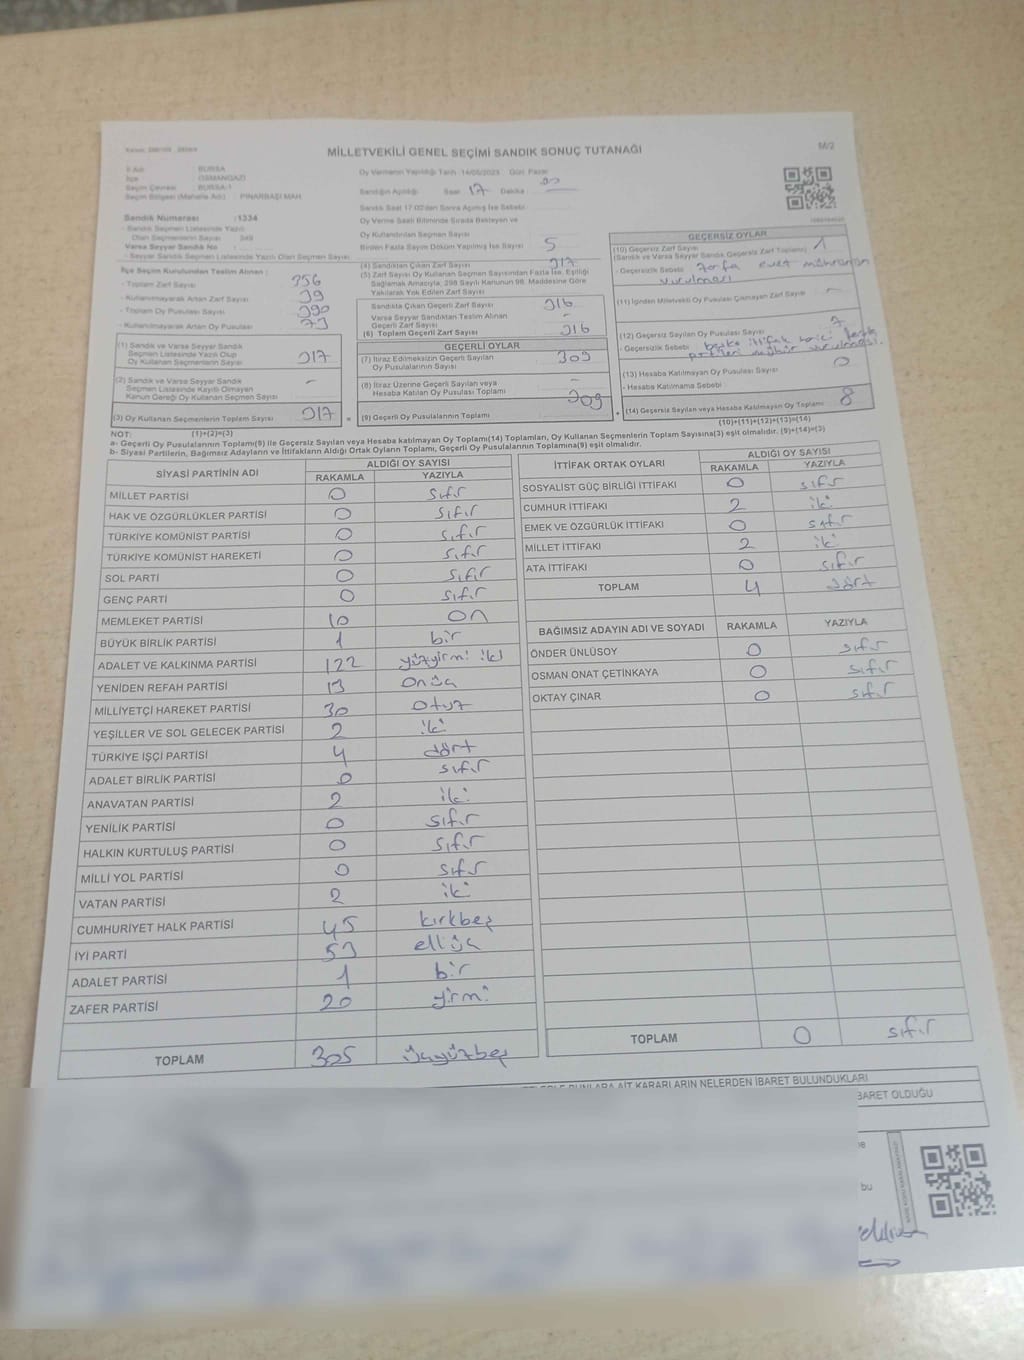 MİLLETVEKİLİ GENEL SEÇİMİ SANDIK SONUÇ TUTANAĞI
M/2
İl Adı BURSA
İlçe OSMANGAZİ
Seçim Çevresi BURSA-1
Seçim Bölgesi (Mahalle Adı) : PINARBAŞI MAH.
Sandık Numarası :1334
- Sandık Seçmen Listesinde Yazılı
Olan Seçmenlerin Sayısı : 349
Varsa Seyyar Sandık No :
- Seyyar Sandık Seçmen Listesinde Yazılı Olan Seçmen Sayısı
Oy Vermenin Yapıldığı Tarih :14/05/2023 Gün: Pazar
Sandığın Açılışı Saat 17 Dakika 00
Sandık Saat 17:00'dan Sonra Açılmış İse Sebebi
Oy Verme Saati Bitiminde Sırada Bekleyen ve
Oy Kullandırılan Seçmen Sayısı
Birden Fazla Sayım Döküm Yapılmış İse Sayısı 5
İlçe Seçim Kurulundan Teslim Alınan :
- Toplam Zarf Sayısı 356
- Kullanılmayarak Artan Zarf Sayısı 39
- Toplam Oy Pusulası Sayısı 390
- Kullanılmayarak Artan Oy Pusulası 73
(1) Sandık ve Varsa Seyyar Sandık
Seçmen Listesinde Yazılı Olup
Oy Kullanan Seçmenlerin Sayısı 317
(2) Sandık ve Varsa Seyyar Sandık
Seçmen Listesinde Kayıtlı Olmayan
Kanun Gereği Oy Kullanan Seçmen Sayısı -
(3) Oy Kullanan Seçmenlerin Toplam Sayısı 317 =
(4) Sandıktan Çıkan Zarf Sayısı 317
(5) Zarf Sayısı Oy Kullanan Seçmen Sayısından Fazla İse, Eşitliği
Sağlamak Amacıyla, 298 Sayılı Kanunun 98. Maddesine Göre
Yakılarak Yok Edilen Zarf Sayısı
Sandıkta Çıkan Geçerli Zarf Sayısı 316
Varsa Seyyar Sandıktan Teslim Alınan
Geçerli Zarf Sayısı -
(6) Toplam Geçerli Zarf Sayısı 316
GEÇERLİ OYLAR
(7) İtiraz Edilmeksizin Geçerli Sayılan
Oy Pusulası Sayısı 309
(8) İtiraz Üzerine Geçerli Sayılan veya
Hesaba Katılan Oy Pusulası Toplamı -
(9) Geçerli Oy Pusulalarının Toplamı 309 +
GEÇERSİZ OYLAR
(10) Geçersiz Zarf Sayısı
(Sandık ve Varsa Seyyar Sandık Geçersiz Zarf Toplamı) 1
- Geçersizlik Sebebi Zarfa evet mührünün
vurulması
(11) İçinden Milletvekili Oy Pusulası Çıkmayan Zarf Sayısı -
(12) Geçersiz Sayılan Oy Pusulası Sayısı 7
- Geçersizlik Sebebi başka ittifak harici
partileri mühür vurulması.
(13) Hesaba Katılmayan Oy Pusulası Sayısı 0
- Hesaba Katılmama Sebebi
(14) Geçersiz Sayılan veya Hesaba Katılmayan Oy Toplamı 8
(10)+(11)+(12)+(13)=(14)
NOT: (1)+(2)=(3)
a- Geçerli Oy Pusulalarının Toplamı(9) ile Geçersiz Sayılan veya Hesaba katılmayan Oy Toplamı(14) Toplamları, Oy Kullanan Seçmenlerin Toplam Sayısına(3) eşit olmalıdır. (9)+(14)=(3)
b- Siyasi Partilerin, Bağımsız Adayların ve İttifakların Aldığı Ortak Oyların Toplamı, Geçerli Oy Pusulalarının Toplamına(9) eşit olmalıdır.
SİYASİ PARTİNİN ADI ALDIĞI OY SAYISI
RAKAMLA YAZIYLA
MİLLET PARTİSİ 0 sıfır
HAK VE ÖZGÜRLÜKLER PARTİSİ 0 sıfır
TÜRKİYE KOMÜNİST PARTİSİ 0 sıfır
TÜRKİYE KOMÜNİST HAREKETİ 0 sıfır
SOL PARTİ 0 sıfır
GENÇ PARTİ 0 sıfır
MEMLEKET PARTİSİ 10 on
BÜYÜK BİRLİK PARTİSİ 1 bir
ADALET VE KALKINMA PARTİSİ 122 yüzyirmi iki
YENİDEN REFAH PARTİSİ 13 onüç
MİLLİYETÇİ HAREKET PARTİSİ 30 otuz
YEŞİLLER VE SOL GELECEK PARTİSİ 2 iki
TÜRKİYE İŞÇİ PARTİSİ 4 dört
ADALET BİRLİK PARTİSİ 0 sıfır
ANAVATAN PARTİSİ 2 iki
YENİLİK PARTİSİ 0 sıfır
HALKIN KURTULUŞ PARTİSİ 0 sıfır
MİLLİ YOL PARTİSİ 0 sıfır
VATAN PARTİSİ 2 iki
CUMHURİYET HALK PARTİSİ 45 kırkbeş
İYİ PARTİ 53 elliüç
ADALET PARTİSİ 1 bir
ZAFER PARTİSİ 20 yirmi
TOPLAM 305 üçyüzbeş
İTTİFAK ORTAK OYLARI ALDIĞI OY SAYISI
RAKAMLA YAZIYLA
SOSYALİST GÜÇ BİRLİĞİ İTTİFAKI 0 sıfır
CUMHUR İTTİFAKI 2 iki
EMEK VE ÖZGÜRLÜK İTTİFAKI 0 sıfır
MİLLET İTTİFAKI 2 iki
ATA İTTİFAKI 0 sıfır
TOPLAM 4 dört
BAĞIMSIZ ADAYIN ADI VE SOYADI RAKAMLA YAZIYLA
ÖNDER ÜNLÜSOY 0 sıfır
OSMAN ONAT ÇETİNKAYA 0 sıfır
OKTAY ÇINAR 0 sıfır
TOPLAM 0 sıfır
BUNLARA AİT KARARLARIN NELERDEN İBARET BULUNDUKLARI
BARET OLDUĞU
bu